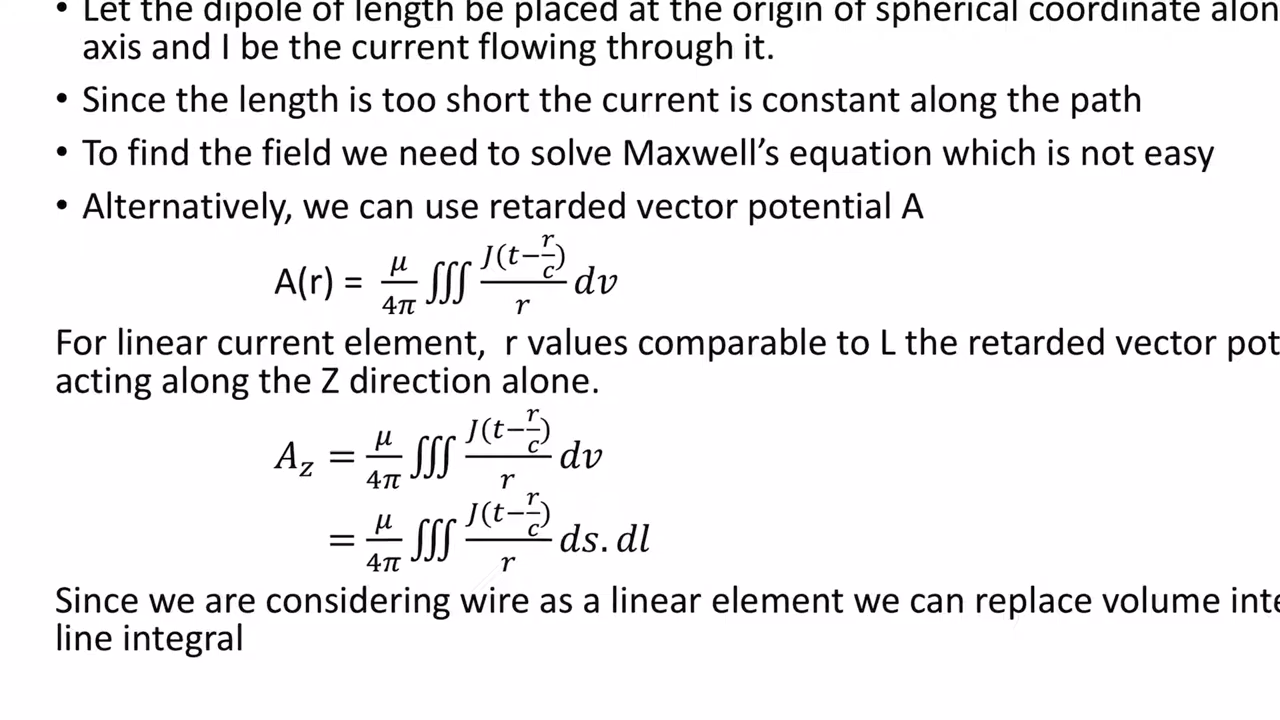 • Let the dipole of length be placed at the origin of spherical coordinate
axis and I be the current flowing through it.
• Since the length is too short the current is constant along the path
• To find the field we need to solve Maxwell's equation which is not easy
• Alternatively, we can use retarded vector potential A
A(r) = μ/4π ∭ J(t−r/c)/r dv
For linear current element, r values comparable to L the retarded vector
acting along the Z direction alone.
A_z = μ/4π ∭ J(t−r/c)/r dv
= μ/4π ∭ J(t−r/c)/r ds. dl
Since we are considering wire as a linear element we can replace volume
line integral